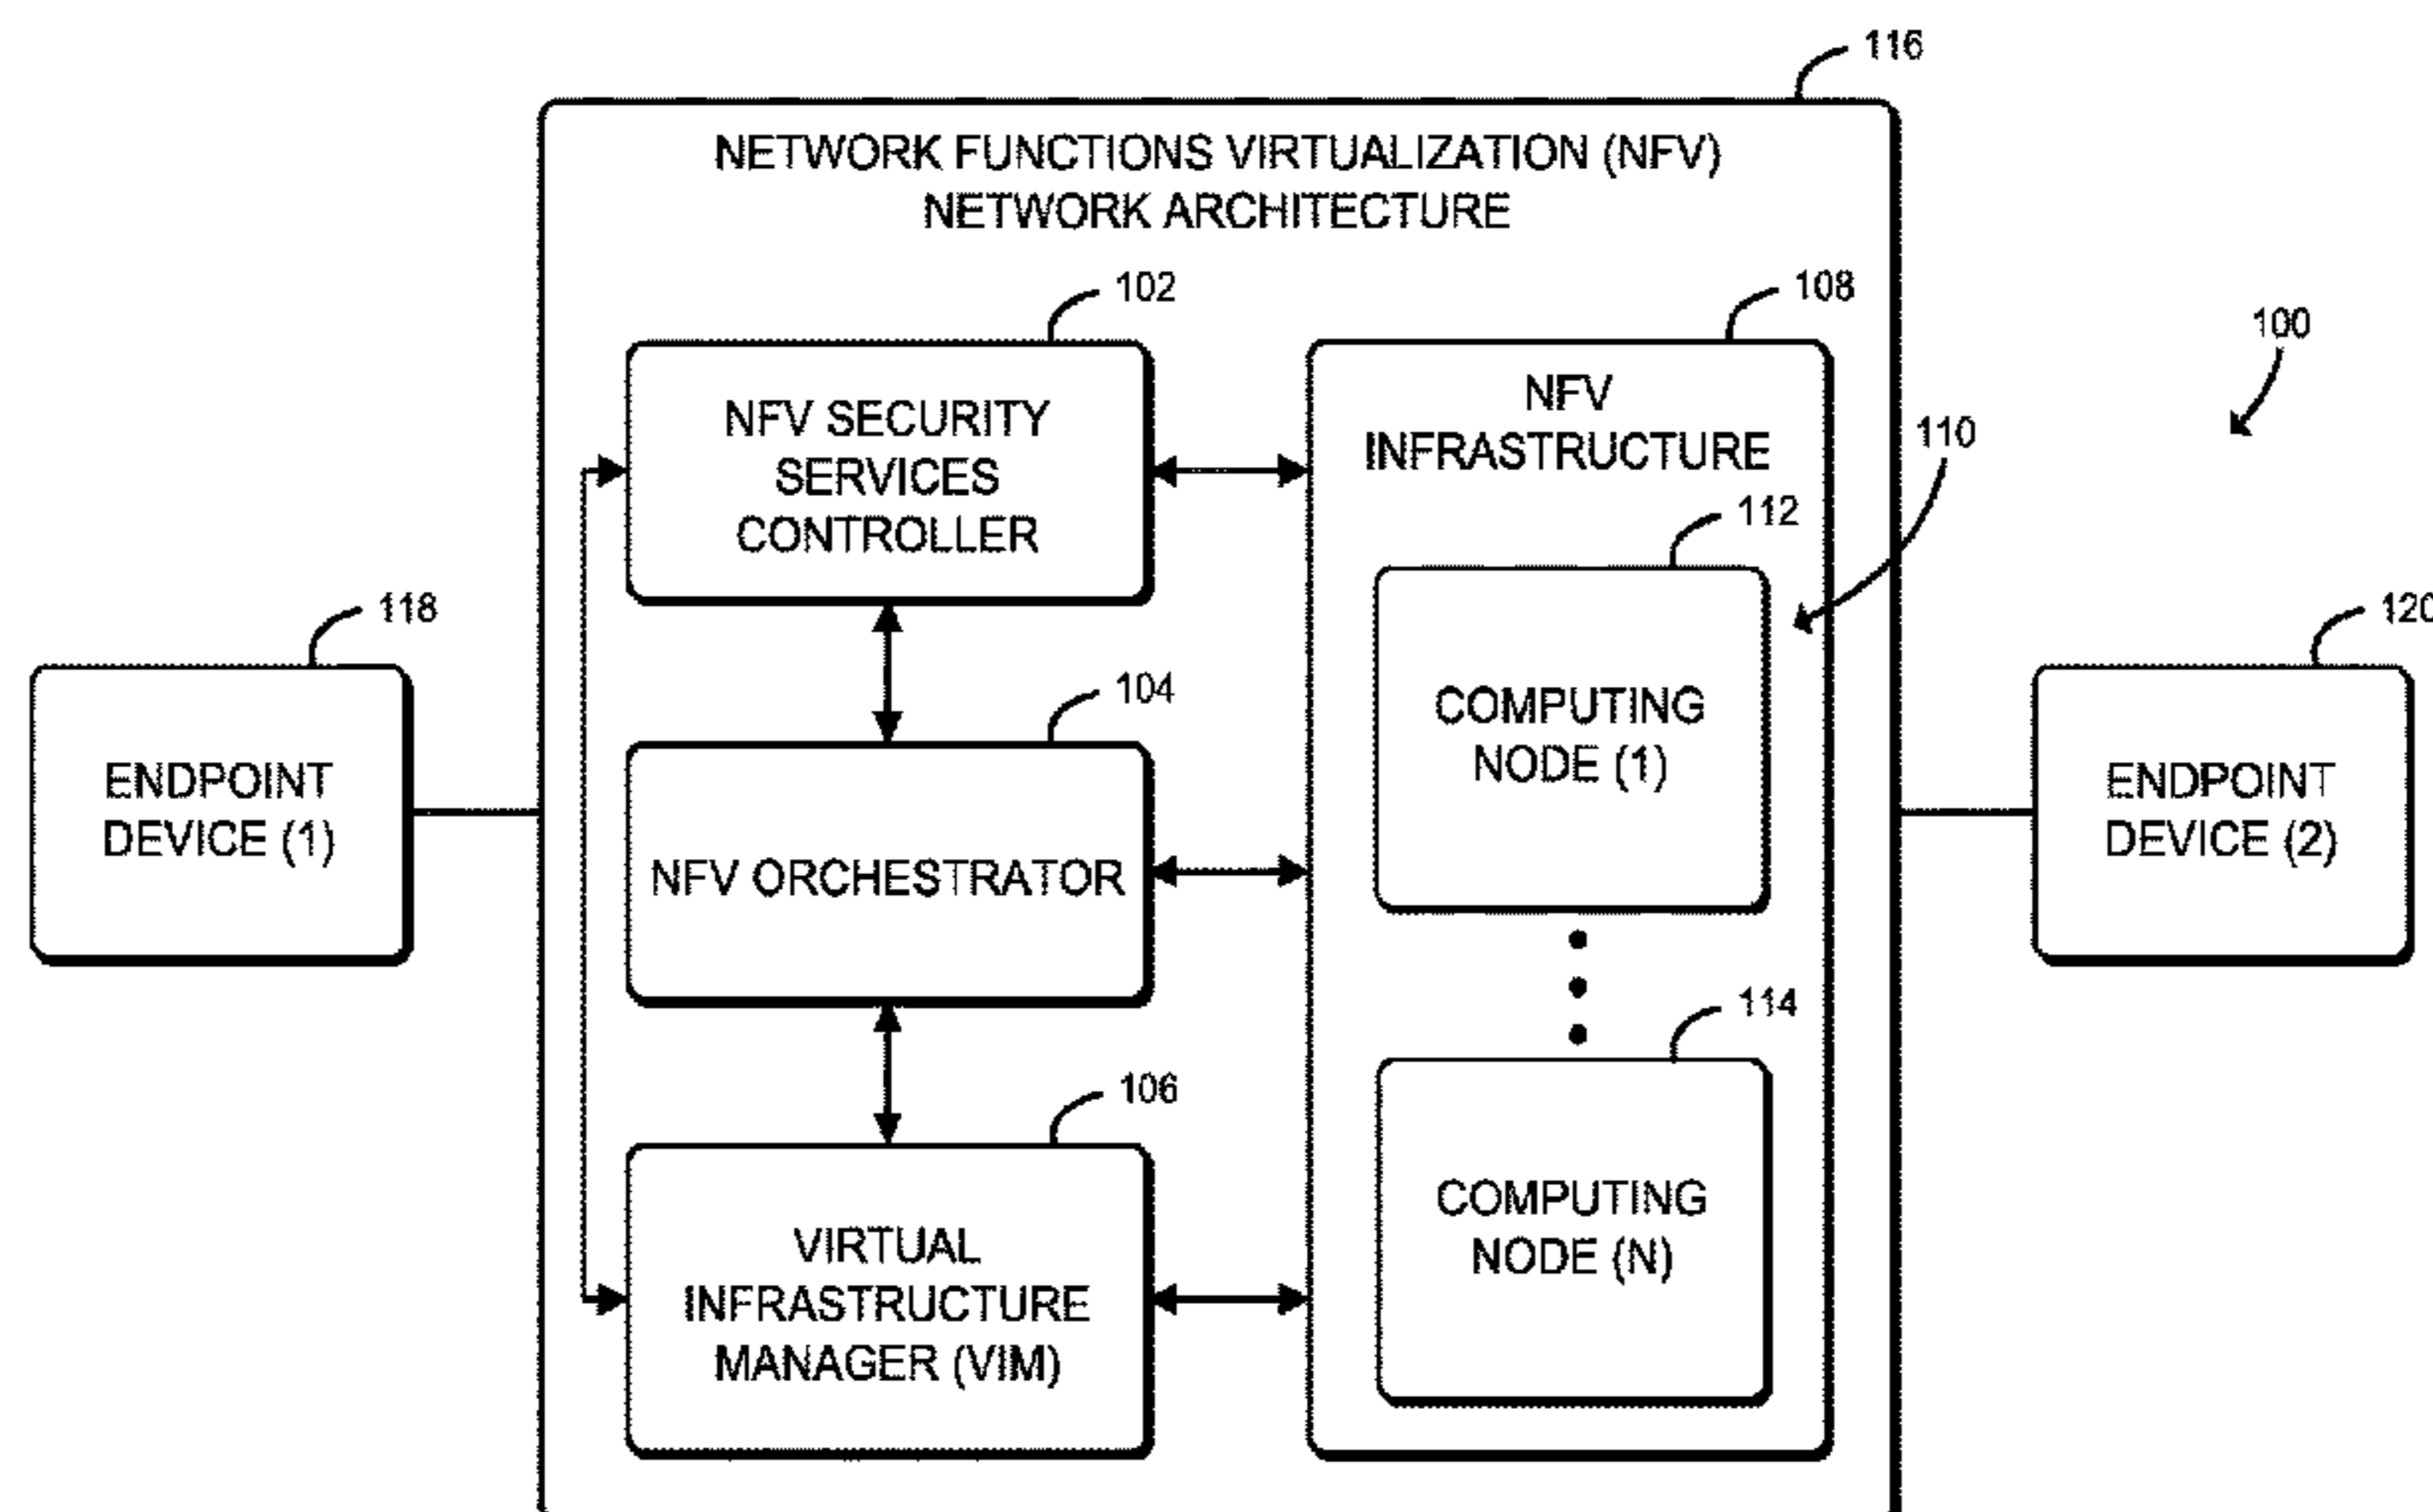 116
NETWORK FUNCTIONS VIRTUALIZATION (NFV)
NETWORK ARCHITECTURE
102
108
100
NFV SECURITY
SERVICES
CONTROLLER
NFV
INFRASTRUCTURE
110
112
118
120
ENDPOINT
DEVICE (1)
104
COMPUTING
NODE (1)
ENDPOINT
DEVICE (2)
NFV ORCHESTRATOR
114
106
VIRTUAL
INFRASTRUCTURE
MANAGER (VIM)
COMPUTING
NODE (N)